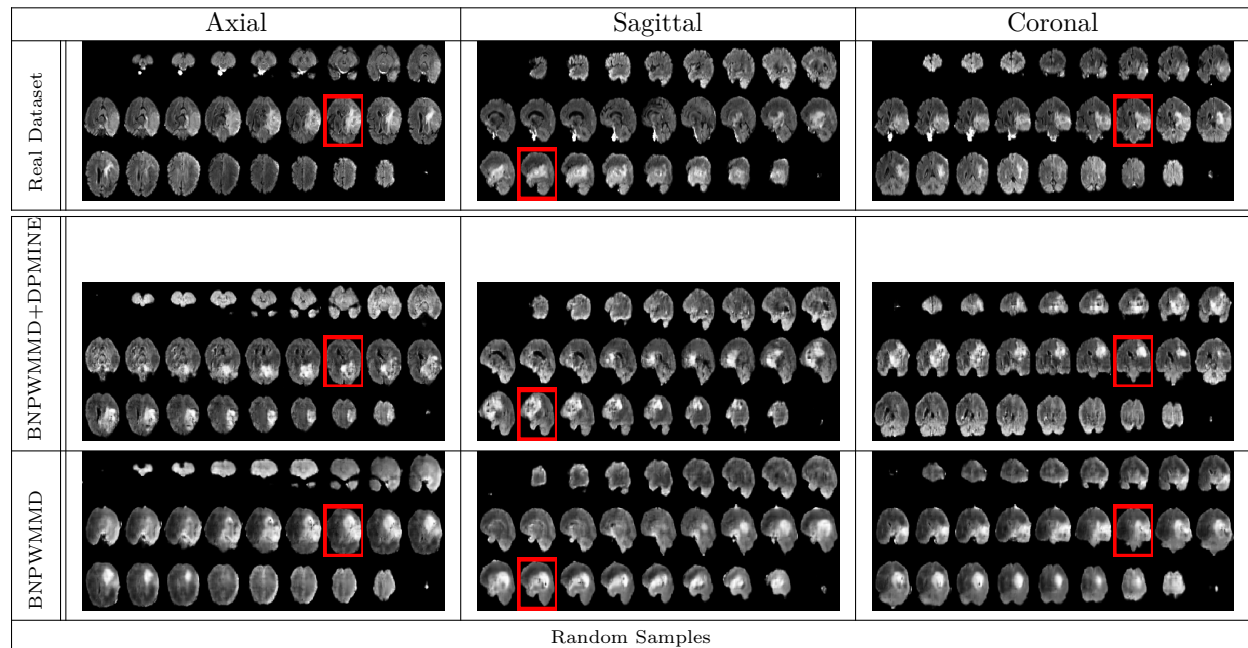 Axial
Sagittal
Coronal
Real Dataset
BNPWMMD+DPMINE
BNPWMMD
Random Samples